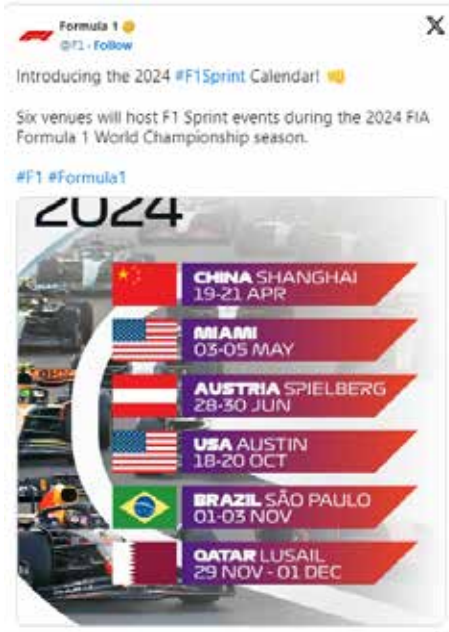 Formula 1
@F1 · Follow
Introducing the 2024 #F1Sprint Calendar!
Six venues will host F1 Sprint events during the 2024 FIA
Formula 1 World Championship season.
#F1 #Formula1
2024
CHINA SHANGHAI
19-21 APR
MIAMI
03-05 MAY
AUSTRIA SPIELBERG
28-30 JUN
USA AUSTIN
18-20 OCT
BRAZIL SÃO PAULO
01-03 NOV
QATAR LUSAIL
29 NOV - 01 DEC